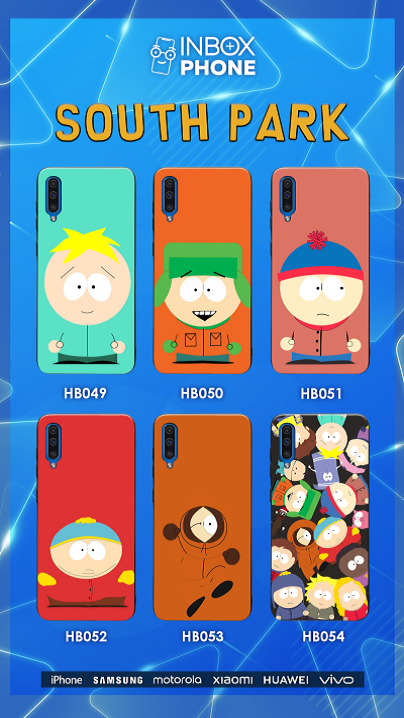 INBOX
PHONE
SOUTH PARK
HB049
HB050
HB051
HB052
HB053
HB054
iPhone SAMSUNG motorola xiaomi HUAWEI vivo